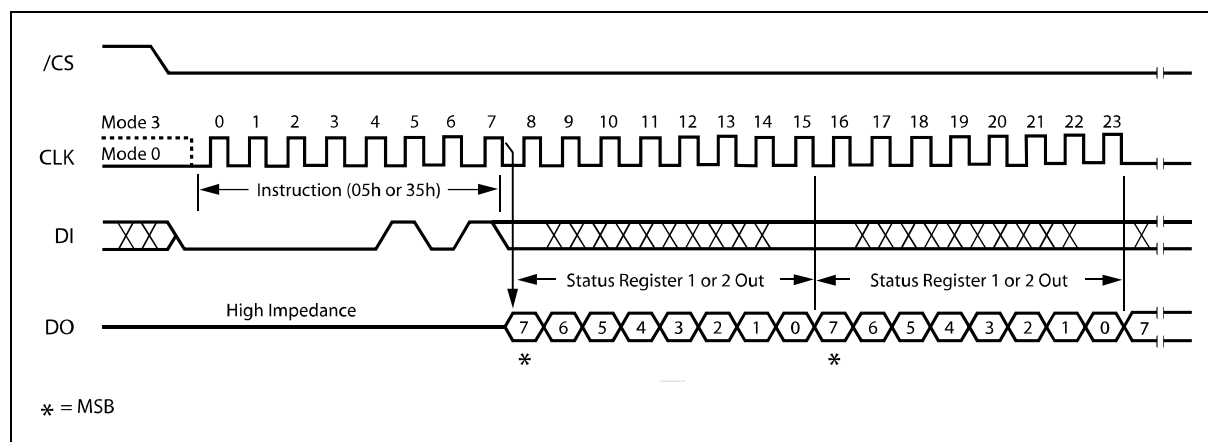 /CS
Mode 3
0 1 2 3 4 5 6 7 8 9 10 11 12 13 14 15 16 17 18 19 20 21 22 23
CLK
Mode 0
Instruction (05h or 35h)
DI
Status Register 1 or 2 Out
Status Register 1 or 2 Out
High Impedance
DO
7 6 5 4 3 2 1 0 7 6 5 4 3 2 1 0 7
* *
* = MSB